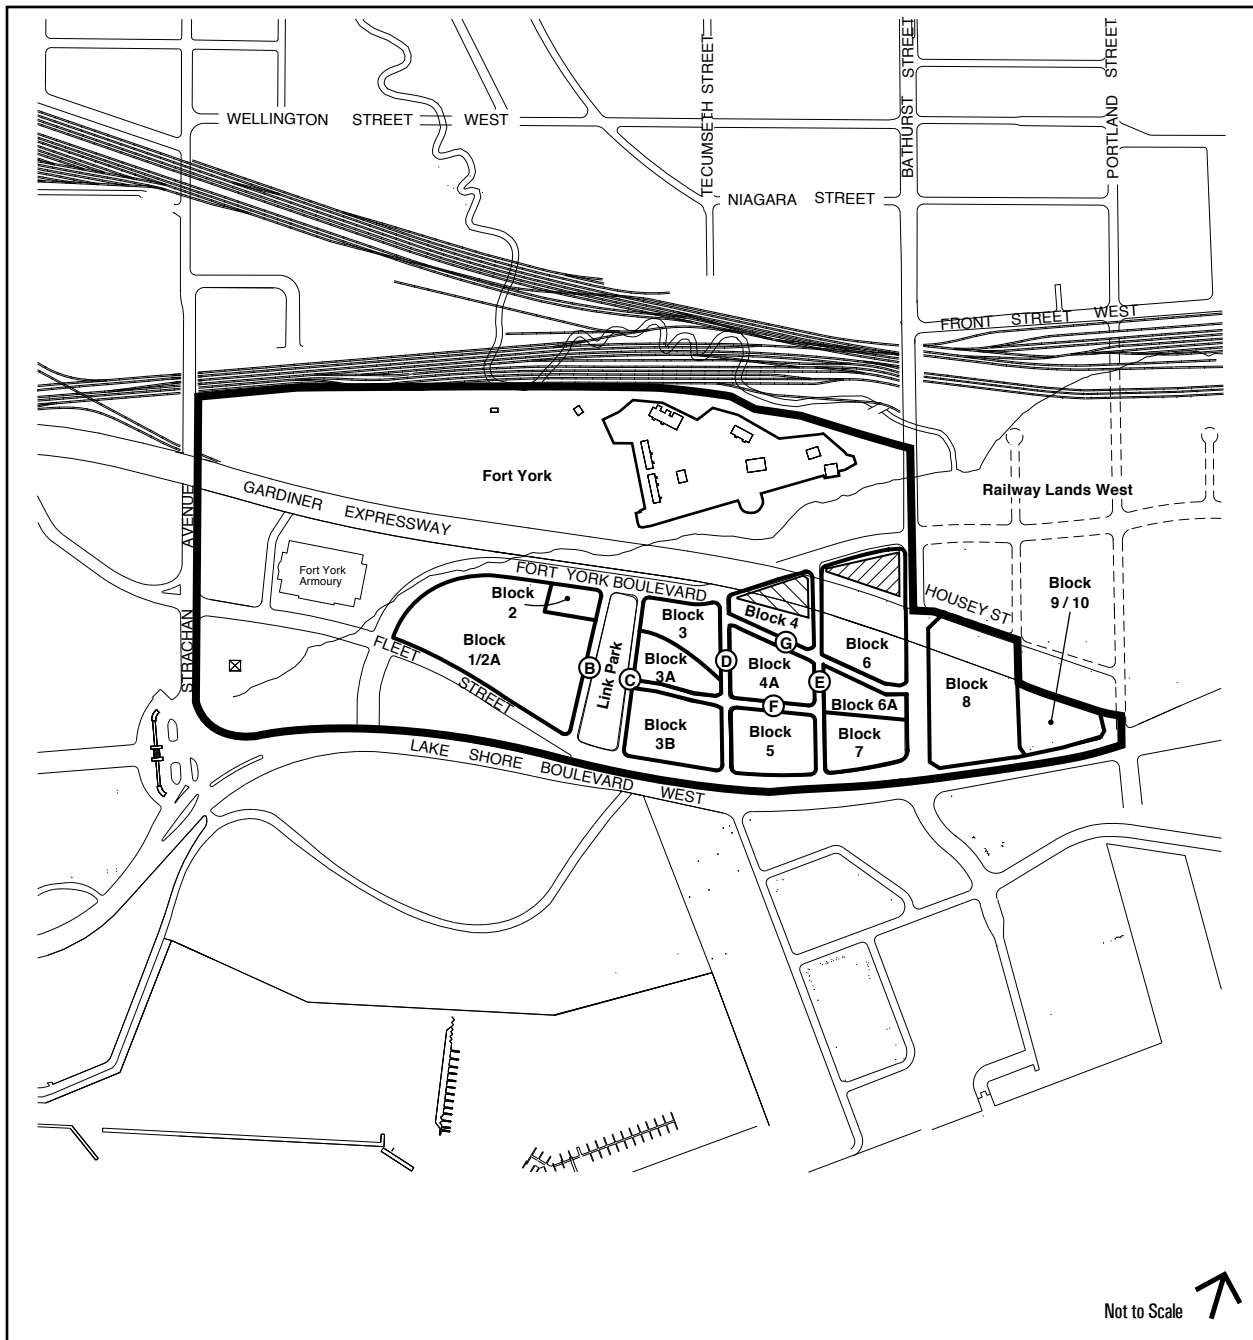 TECUMSETH STREET
BATHURST STREET
PORTLAND STREET
WELLINGTON STREET WEST
NIAGARA STREET
FRONT STREET WEST
Fort York
Railway Lands West
GARDINER EXPRESSWAY
STRACHAN AVENUE
Fort York
Armoury
FORT YORK BOULEVARD
Block
9 / 10
HOUSEY ST
Block
2
Block
3
Block 4
G
Block
1/2A
FLEET STREET
B
Link Park
C
Block
3A
D
Block
4A
E
Block
6
Block
8
F
Block 6A
Block
3B
Block
5
Block
7
LAKE SHORE BOULEVARD WEST
Not to Scale